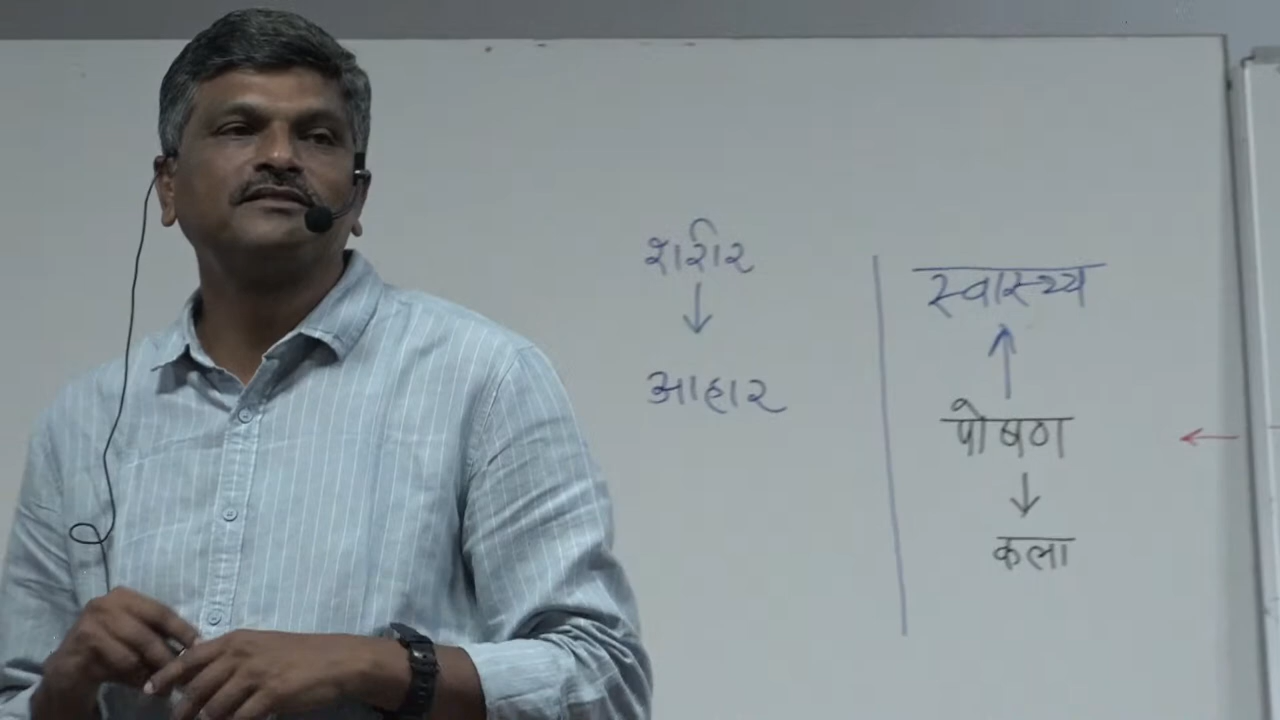 शरीर
आहार
स्वास्थ्य
पोषण
कला